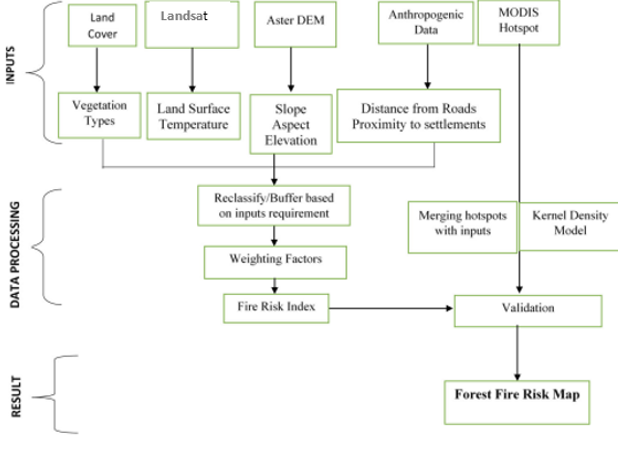 INPUTS
Land
Cover
Landsat
Aster DEM
Anthropogenic
Data
MODIS
Hotspot
Vegetation
Types
Land Surface
Temperature
Slope
Aspect
Elevation
Distance from Roads
Proximity to settlements
DATA PROCESSING
Reclassify/Buffer based
on inputs requirement
Merging hotspots
with inputs
Kernel Density
Model
Weighting Factors
Fire Risk Index
Validation
RESULT
Forest Fire Risk Map